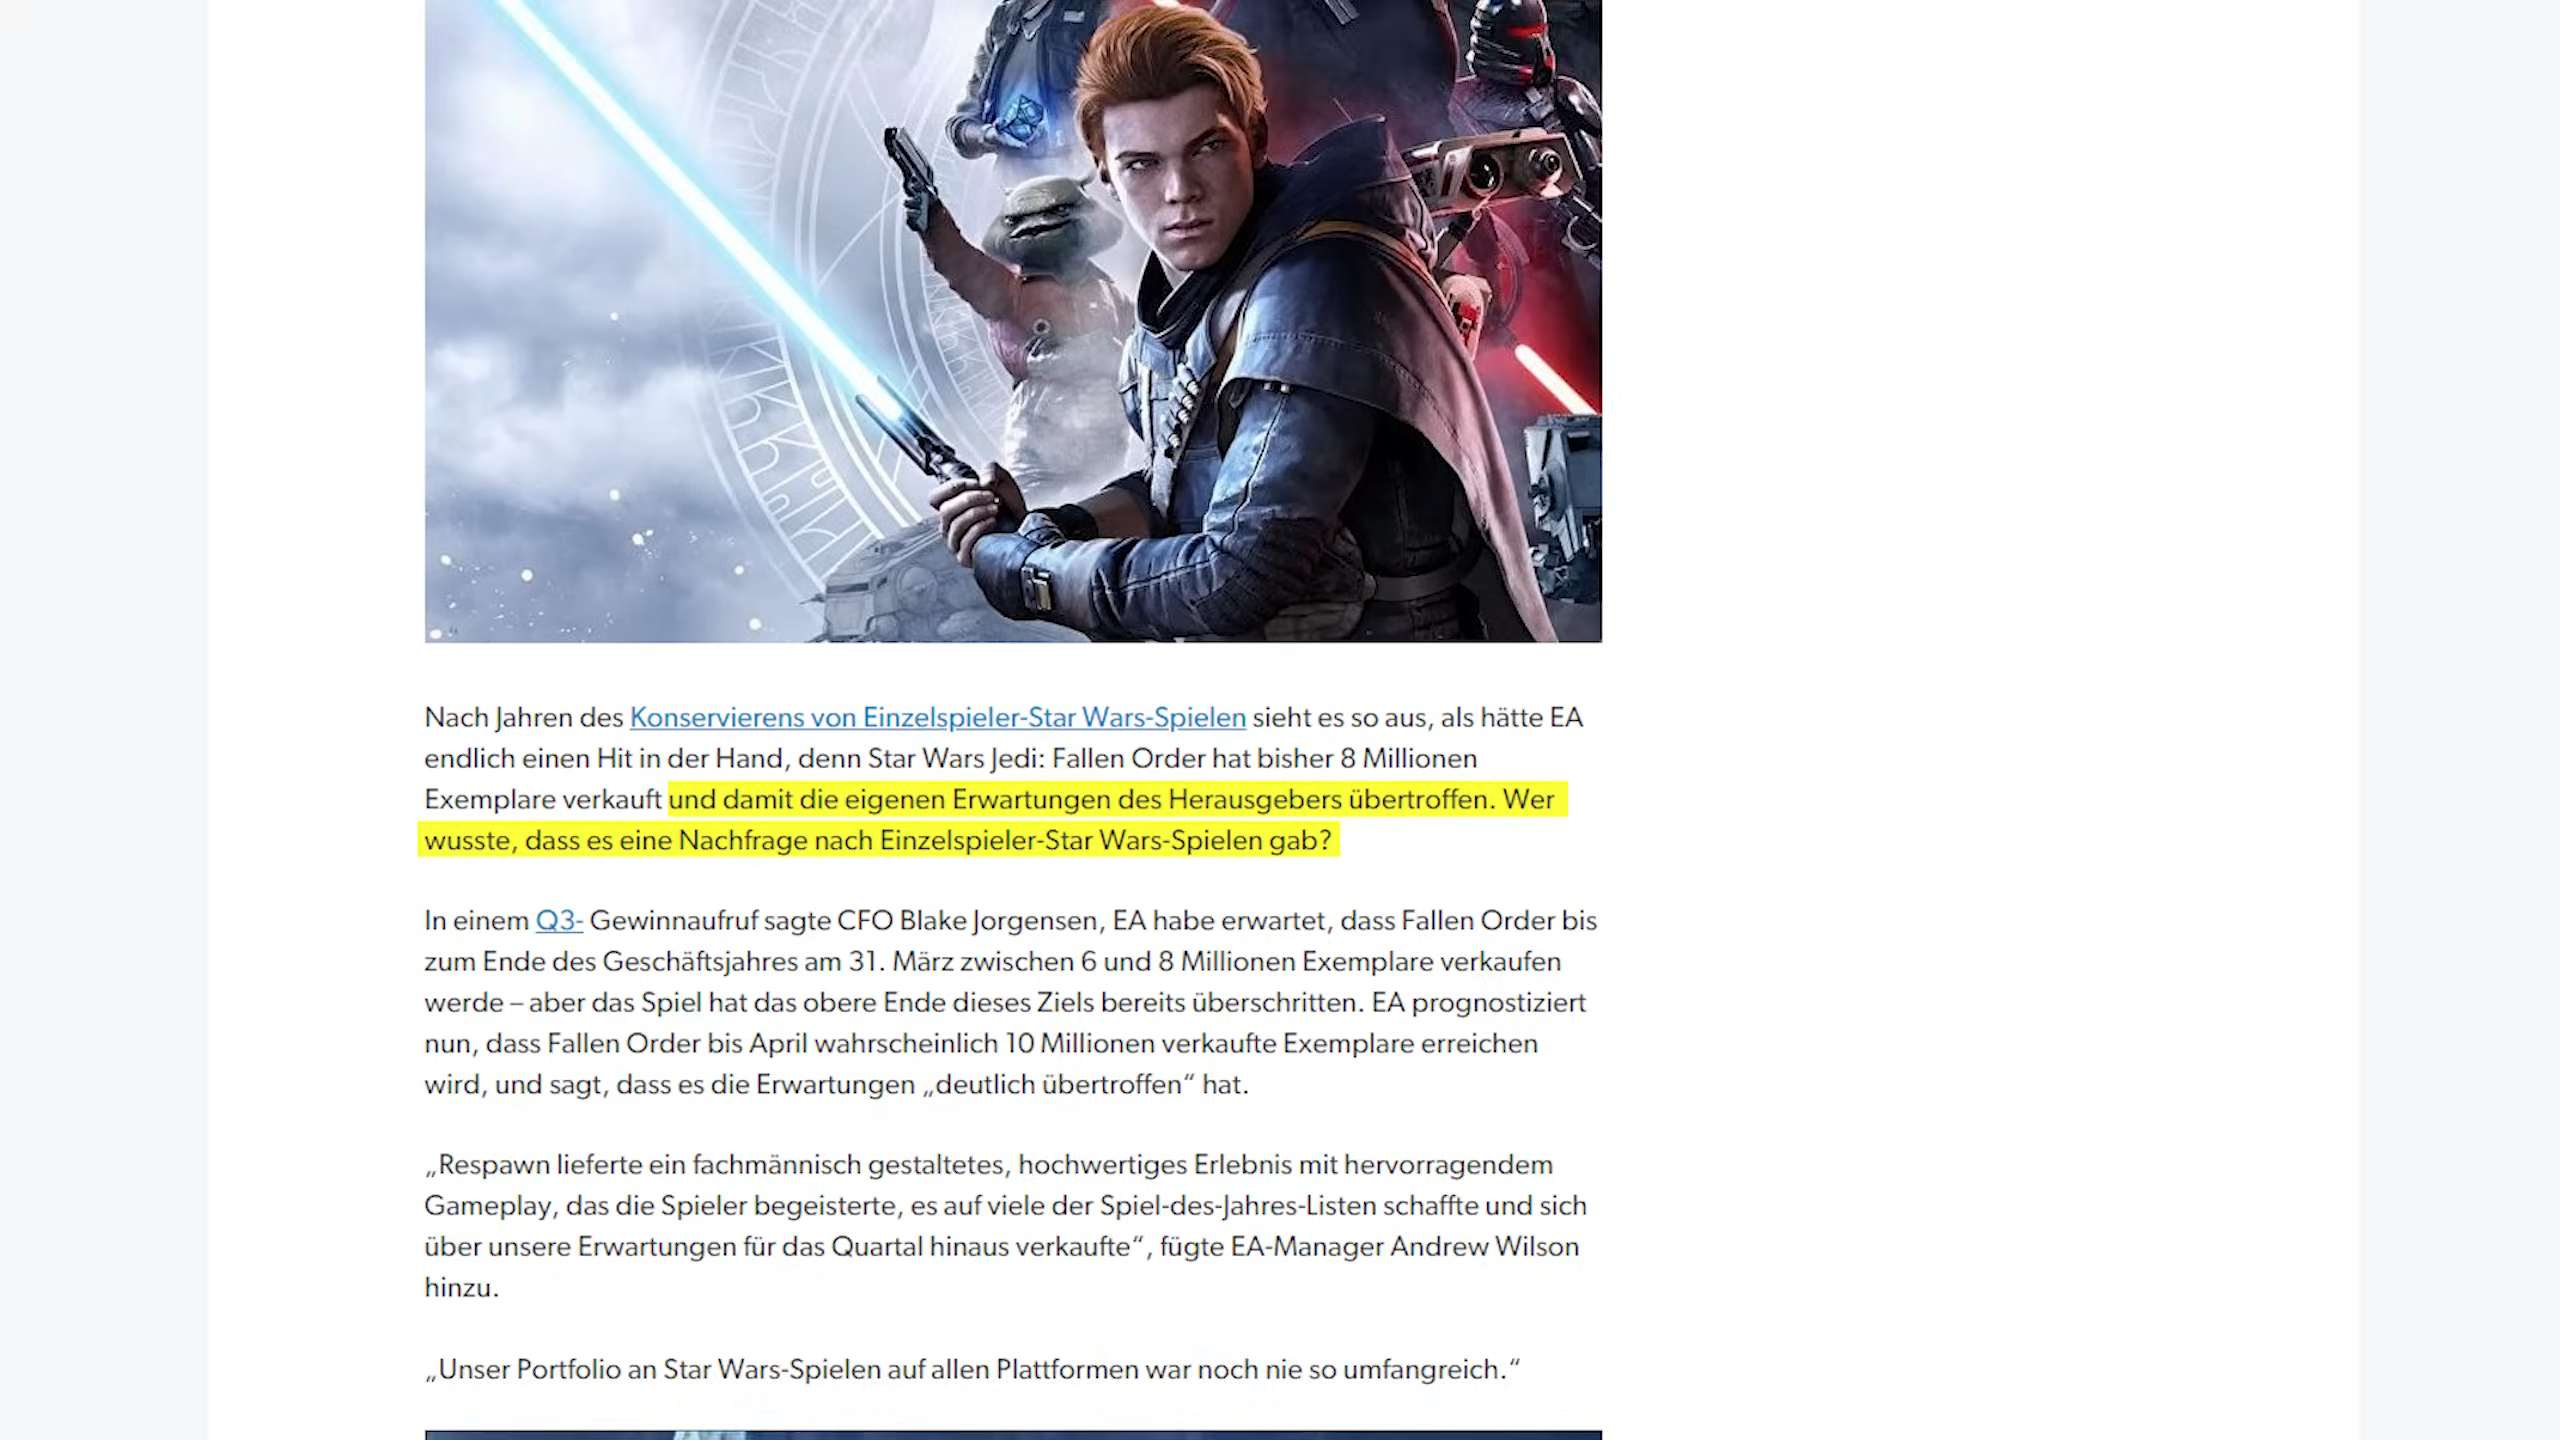 Nach Jahren des Konservierens von Einzelspieler-Star Wars-Spielen sieht es so aus, als hätte EA
endlich einen Hit in der Hand, denn Star Wars Jedi: Fallen Order hat bisher 8 Millionen
Exemplare verkauft und damit die eigenen Erwartungen des Herausgebers übertroffen. Wer
wusste, dass es eine Nachfrage nach Einzelspieler-Star Wars-Spielen gab?
In einem Q3- Gewinnaufruf sagte CFO Blake Jorgensen, EA habe erwartet, dass Fallen Order bis
zum Ende des Geschäftsjahres am 31. März zwischen 6 und 8 Millionen Exemplare verkaufen
werde – aber das Spiel hat das obere Ende dieses Ziels bereits überschritten. EA prognostiziert
nun, dass Fallen Order bis April wahrscheinlich 10 Millionen verkaufte Exemplare erreichen
wird, und sagt, dass es die Erwartungen „deutlich übertroffen“ hat.
„Respawn lieferte ein fachmännisch gestaltetes, hochwertiges Erlebnis mit hervorragendem
Gameplay, das die Spieler begeisterte, es auf viele der Spiel-des-Jahres-Listen schaffte und sich
über unsere Erwartungen für das Quartal hinaus verkaufte“, fügte EA-Manager Andrew Wilson
hinzu.
„Unser Portfolio an Star Wars-Spielen auf allen Plattformen war noch nie so umfangreich.“